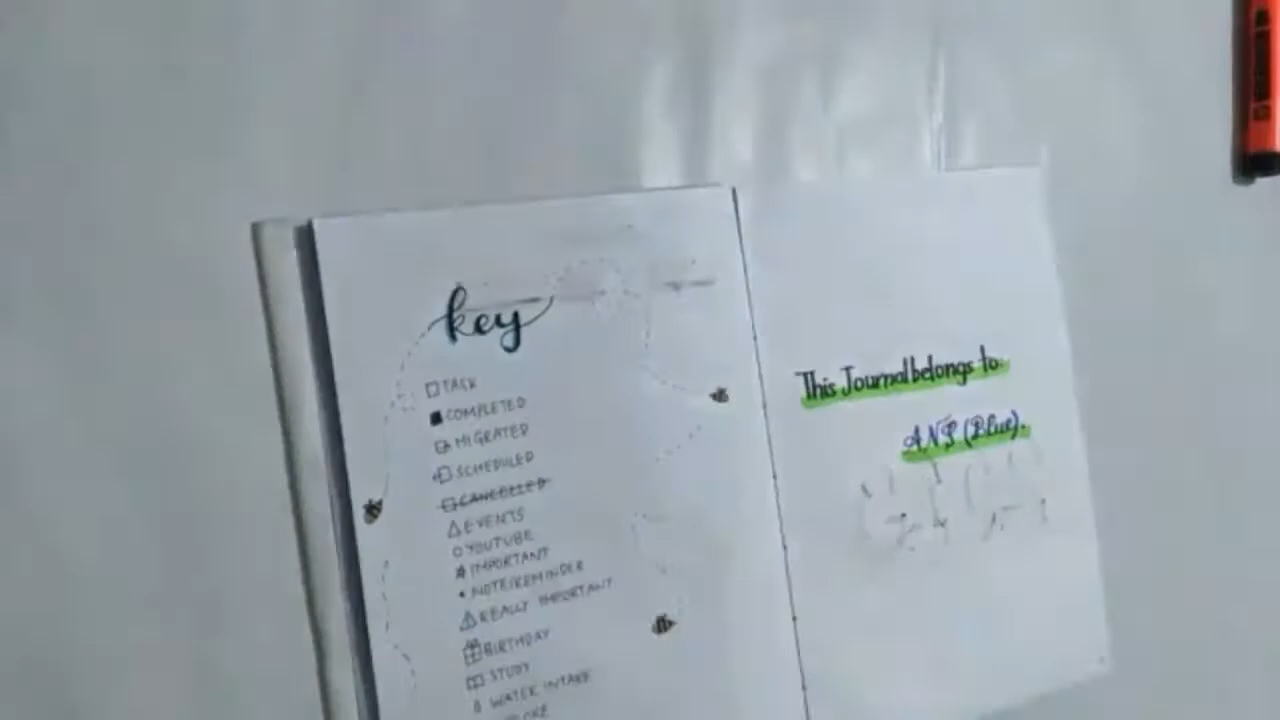 key
TASK
COMPLETED
MIGRATED
SCHEDULED
CANCELLED
EVENTS
YOUTUBE
IMPORTANT
NOTE/REMINDER
REALLY IMPORTANT
BIRTHDAY
STUDY
WATER INTAKE
This Journal belongs to:
(Blue).